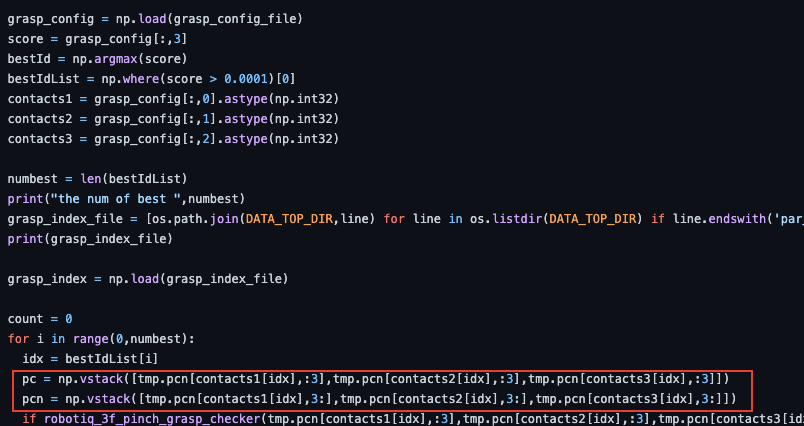 grasp_config = np.load(grasp_config_file)
score = grasp_config[:,3]
bestId = np.argmax(score)
bestIdList = np.where(score > 0.0001)[0]
contacts1 = grasp_config[:,0].astype(np.int32)
contacts2 = grasp_config[:,1].astype(np.int32)
contacts3 = grasp_config[:,2].astype(np.int32)
numbest = len(bestIdList)
print("the num of best ",numbest)
grasp_index_file = [os.path.join(DATA_TOP_DIR,line) for line in os.listdir(DATA_TOP_DIR) if line.endswith('par_
print(grasp_index_file)
grasp_index = np.load(grasp_index_file)
count = 0
for i in range(0,numbest):
  idx = bestIdList[i]
  pc = np.vstack([tmp.pcn[contacts1[idx],:3],tmp.pcn[contacts2[idx],:3],tmp.pcn[contacts3[idx],:3]])
  pcn = np.vstack([tmp.pcn[contacts1[idx],3:],tmp.pcn[contacts2[idx],3:],tmp.pcn[contacts3[idx],3:]])
  if robotiq_3f_pinch_grasp_checker(tmp.pcn[contacts1[idx],:3],tmp.pcn[contacts2[idx],:3],tmp.pcn[contacts3[id